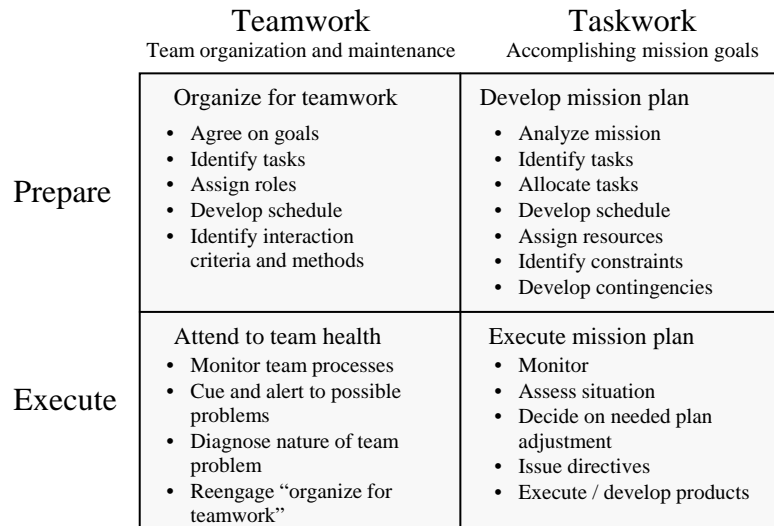 Teamwork
Team organization and maintenance
Taskwork
Accomplishing mission goals
Prepare
Organize for teamwork
• Agree on goals
• Identify tasks
• Assign roles
• Develop schedule
• Identify interaction
criteria and methods
Develop mission plan
• Analyze mission
• Identify tasks
• Allocate tasks
• Develop schedule
• Assign resources
• Identify constraints
• Develop contingencies
Execute
Attend to team health
• Monitor team processes
• Cue and alert to possible
problems
• Diagnose nature of team
problem
• Reengage “organize for
teamwork”
Execute mission plan
• Monitor
• Assess situation
• Decide on needed plan
adjustment
• Issue directives
• Execute / develop products